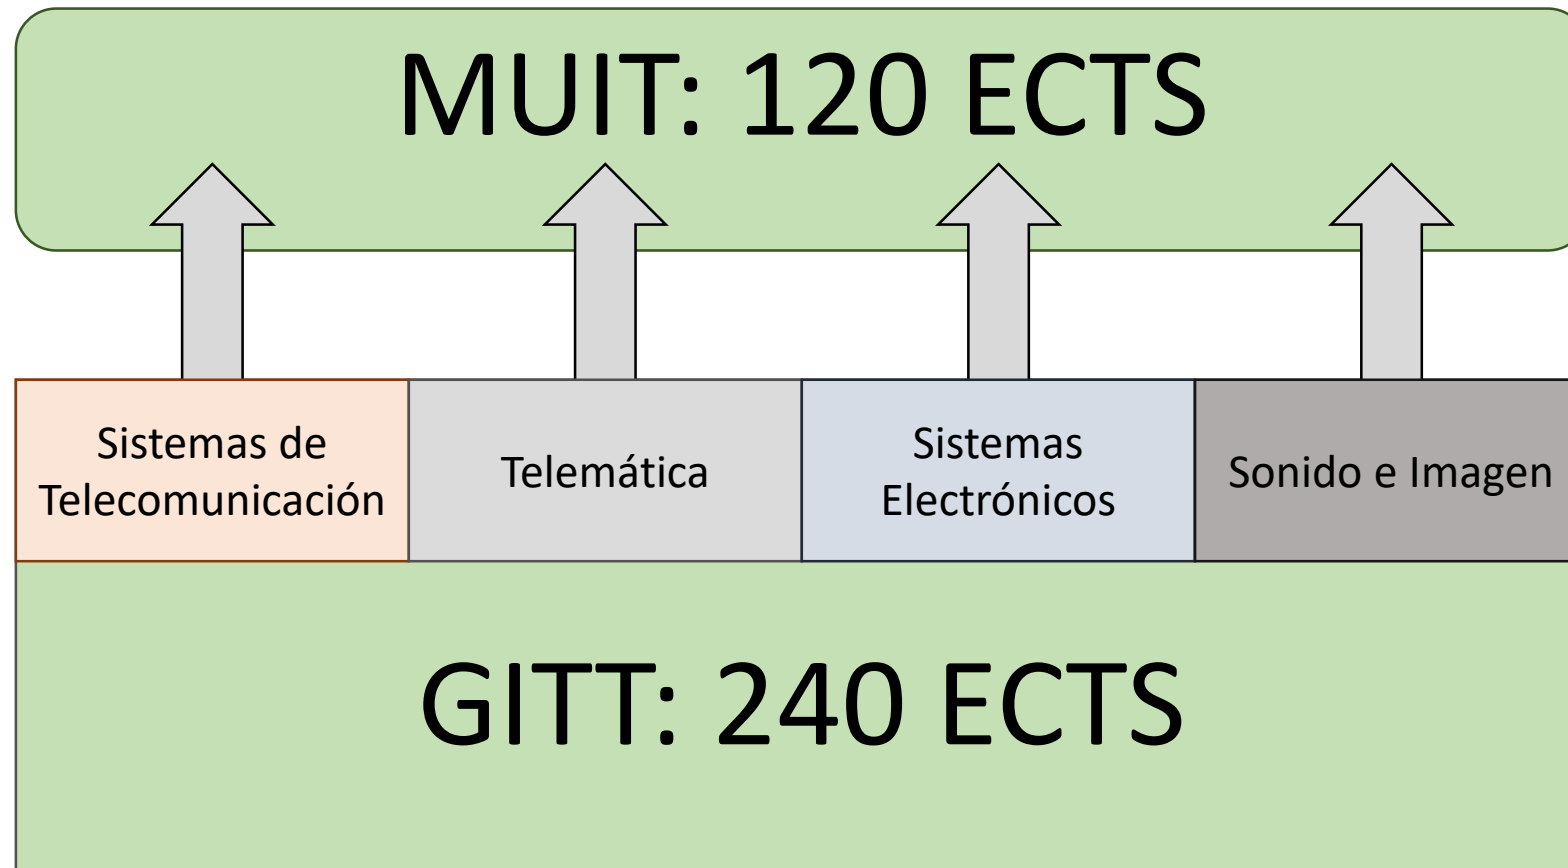 MUIT: 120 ECTS
Sistemas de
Telecomunicación
Telemática
Sistemas
Electrónicos
Sonido e Imagen
GITT: 240 ECTS